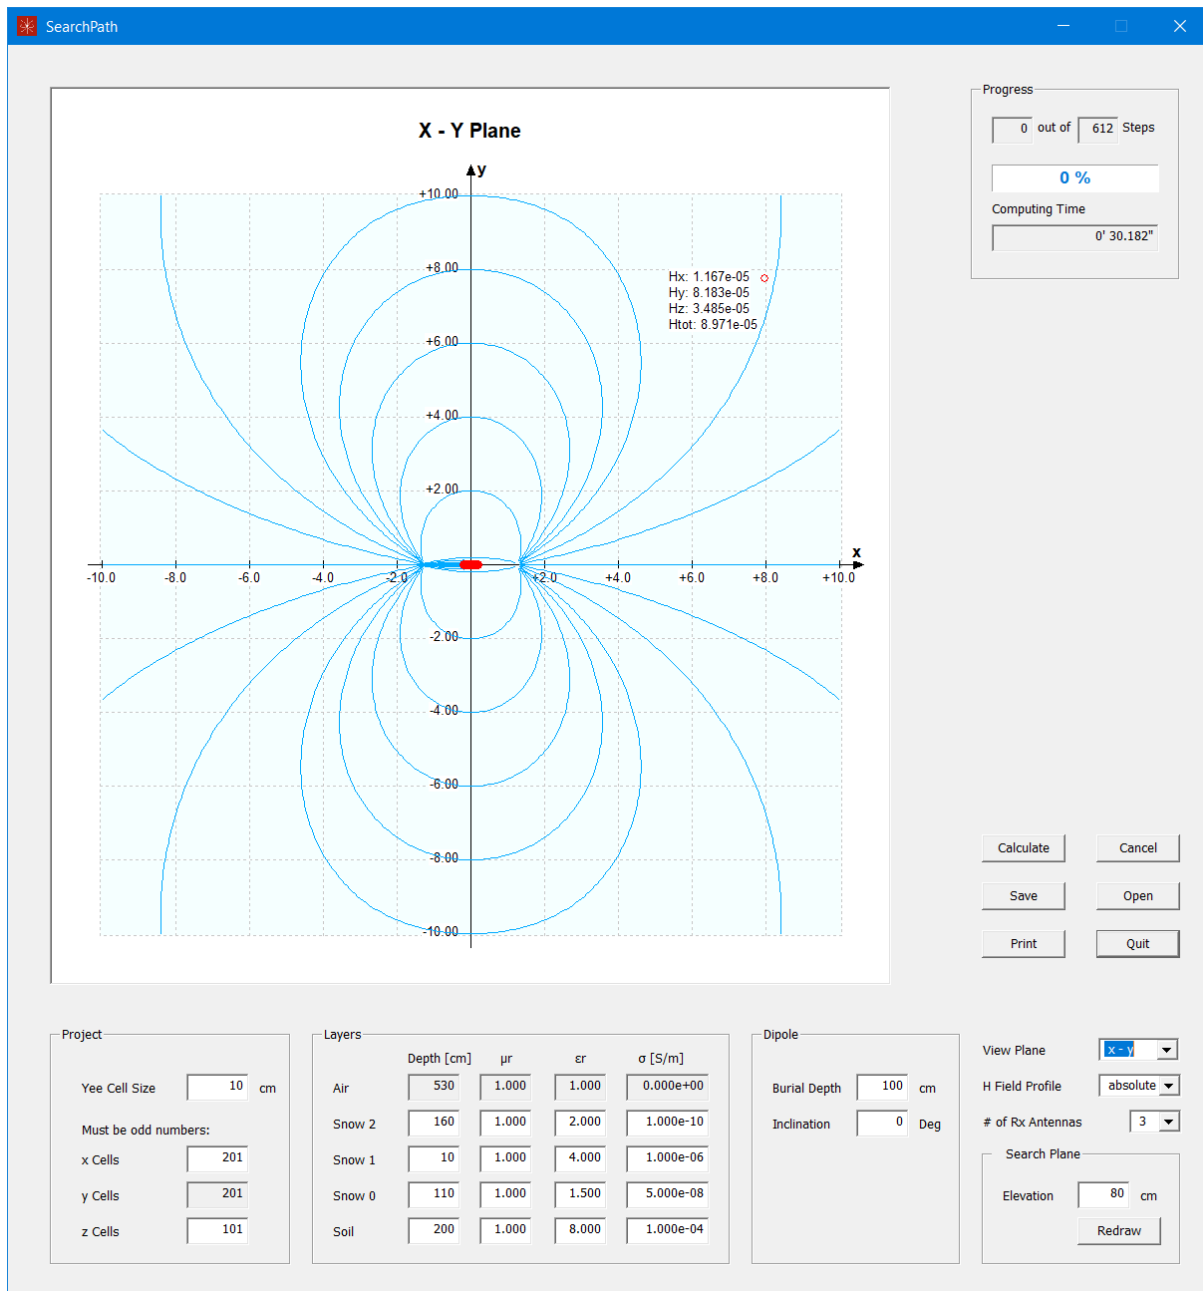 SearchPath
X - Y Plane
y
+10.00
+8.00
+6.00
+4.00
+2.00
-2.00
-4.00
-6.00
-8.00
-10.00
x
-10.0 -8.0 -6.0 -4.0 -2.0 +2.0 +4.0 +6.0 +8.0 +10.0
Hx: 1.167e-05
Hy: 8.183e-05
Hz: 3.485e-05
Htot: 8.971e-05
Progress
0 out of 612 Steps
0 %
Computing Time
0' 30.182"
Calculate Cancel
Save Open
Print Quit
Project
Yee Cell Size 10 cm
Must be odd numbers:
x Cells 201
y Cells 201
z Cells 101
Layers
Depth [cm] μr εr σ [S/m]
Air 530 1.000 1.000 0.000e+00
Snow 2 160 1.000 2.000 1.000e-10
Snow 1 10 1.000 4.000 1.000e-06
Snow 0 110 1.000 1.500 5.000e-08
Soil 200 1.000 8.000 1.000e-04
Dipole
Burial Depth 100 cm
Inclination 0 Deg
View Plane x - y
H Field Profile absolute
# of Rx Antennas 3
Search Plane
Elevation 80 cm
Redraw